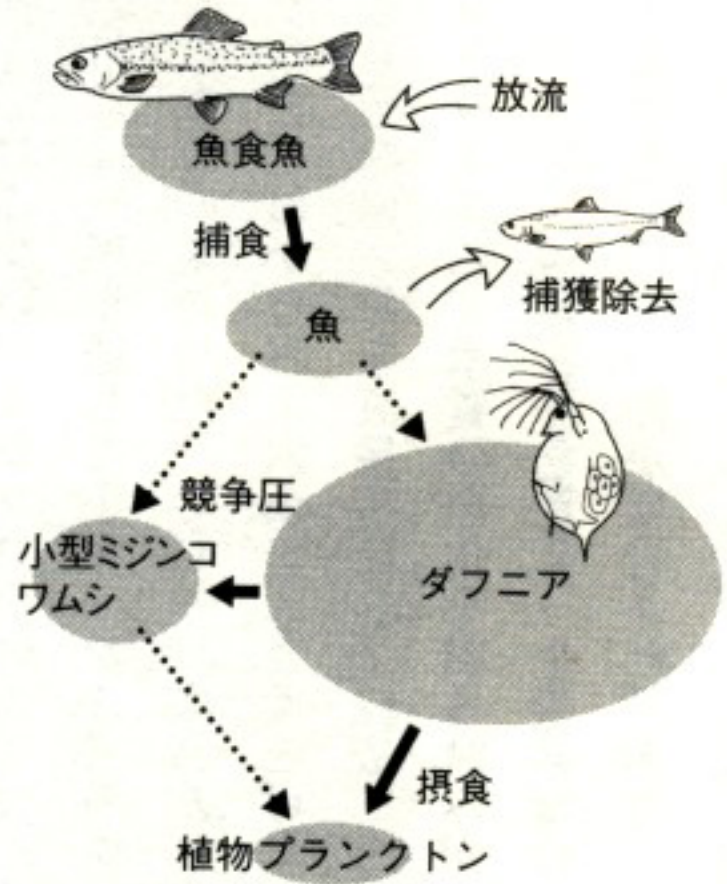 放流
魚食魚
捕食
捕獲除去
魚
競争圧
小型ミジンコ
ワムシ
ダフニア
摂食
植物プランクトン